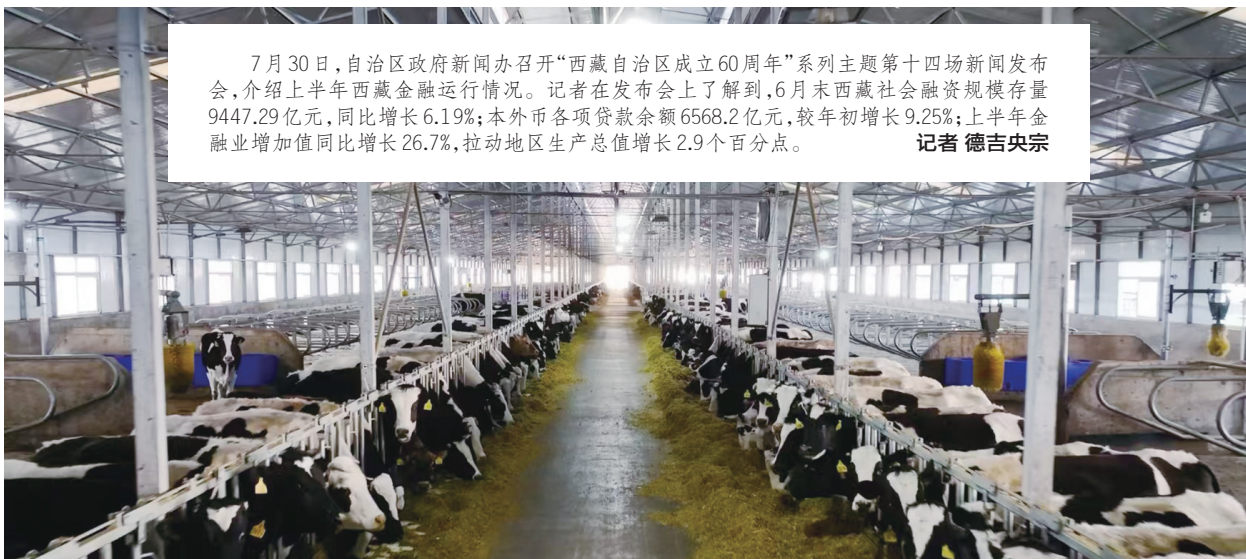 7月30日，自治区政府新闻办召开“西藏自治区成立60周年”系列主题第十四场新闻发布
会，介绍上半年西藏金融运行情况。记者在发布会上了解到，6月末西藏社会融资规模存量
9447.29亿元，同比增长6.19%；本外币各项贷款余额6568.2亿元，较年初增长9.25%；上半年金
融业增加值同比增长26.7%，拉动地区生产总值增长2.9个百分点。 记者 德吉央宗